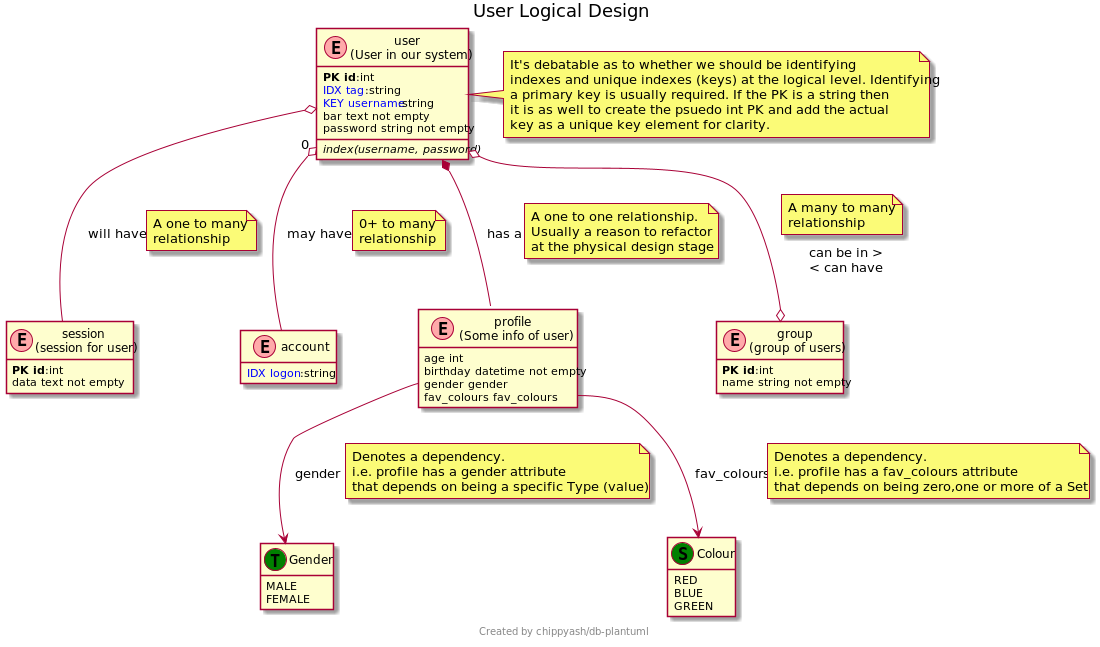 User Logical Design
E
user
(User in our system)
PK id:int
IDX tag:string
KEY username:string
bar text not empty
password string not empty
index(username, password)
It's debatable as to whether we should be identifying
indexes and unique indexes (keys) at the logical level. Identifying
a primary key is usually required. If the PK is a string then
it is as well to create the psuedo int PK and add the actual
key as a unique key element for clarity.
0
will have
A one to many
relationship
may have
0+ to many
relationship
has a
A one to one relationship.
Usually a reason to refactor
at the physical design stage
A many to many
relationship
can be in >
< can have
E
session
(session for user)
PK id:int
data text not empty
E
account
IDX logon:string
E
profile
(Some info of user)
age int
birthday datetime not empty
gender gender
fav_colours fav_colours
E
group
(group of users)
PK id:int
name string not empty
gender
Denotes a dependency.
i.e. profile has a gender attribute
that depends on being a specific Type (value)
fav_colours
Denotes a dependency.
i.e. profile has a fav_colours attribute
that depends on being zero,one or more of a Set
T
Gender
MALE
FEMALE
S
Colour
RED
BLUE
GREEN
Created by chippyash/db-plantuml